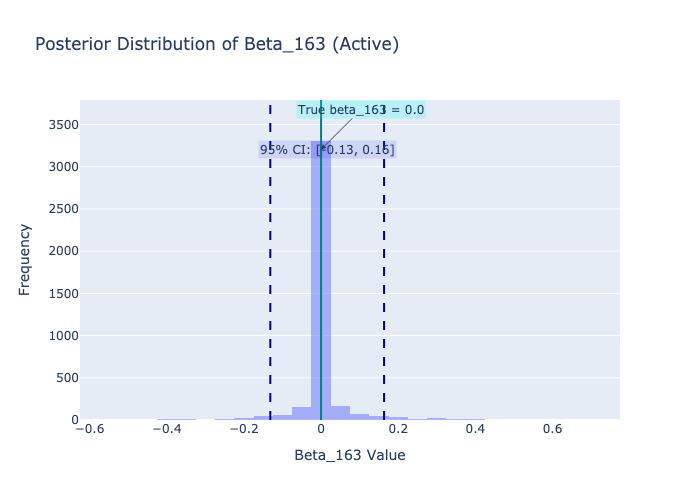 Posterior Distribution of Beta_163 (Active)
True beta_163 = 0.0
95% CI: [-0.13, 0.16]
3500
3000
2500
2000
1500
1000
500
0
Frequency
−0.6 −0.4 −0.2 0 0.2 0.4 0.6
Beta_163 Value